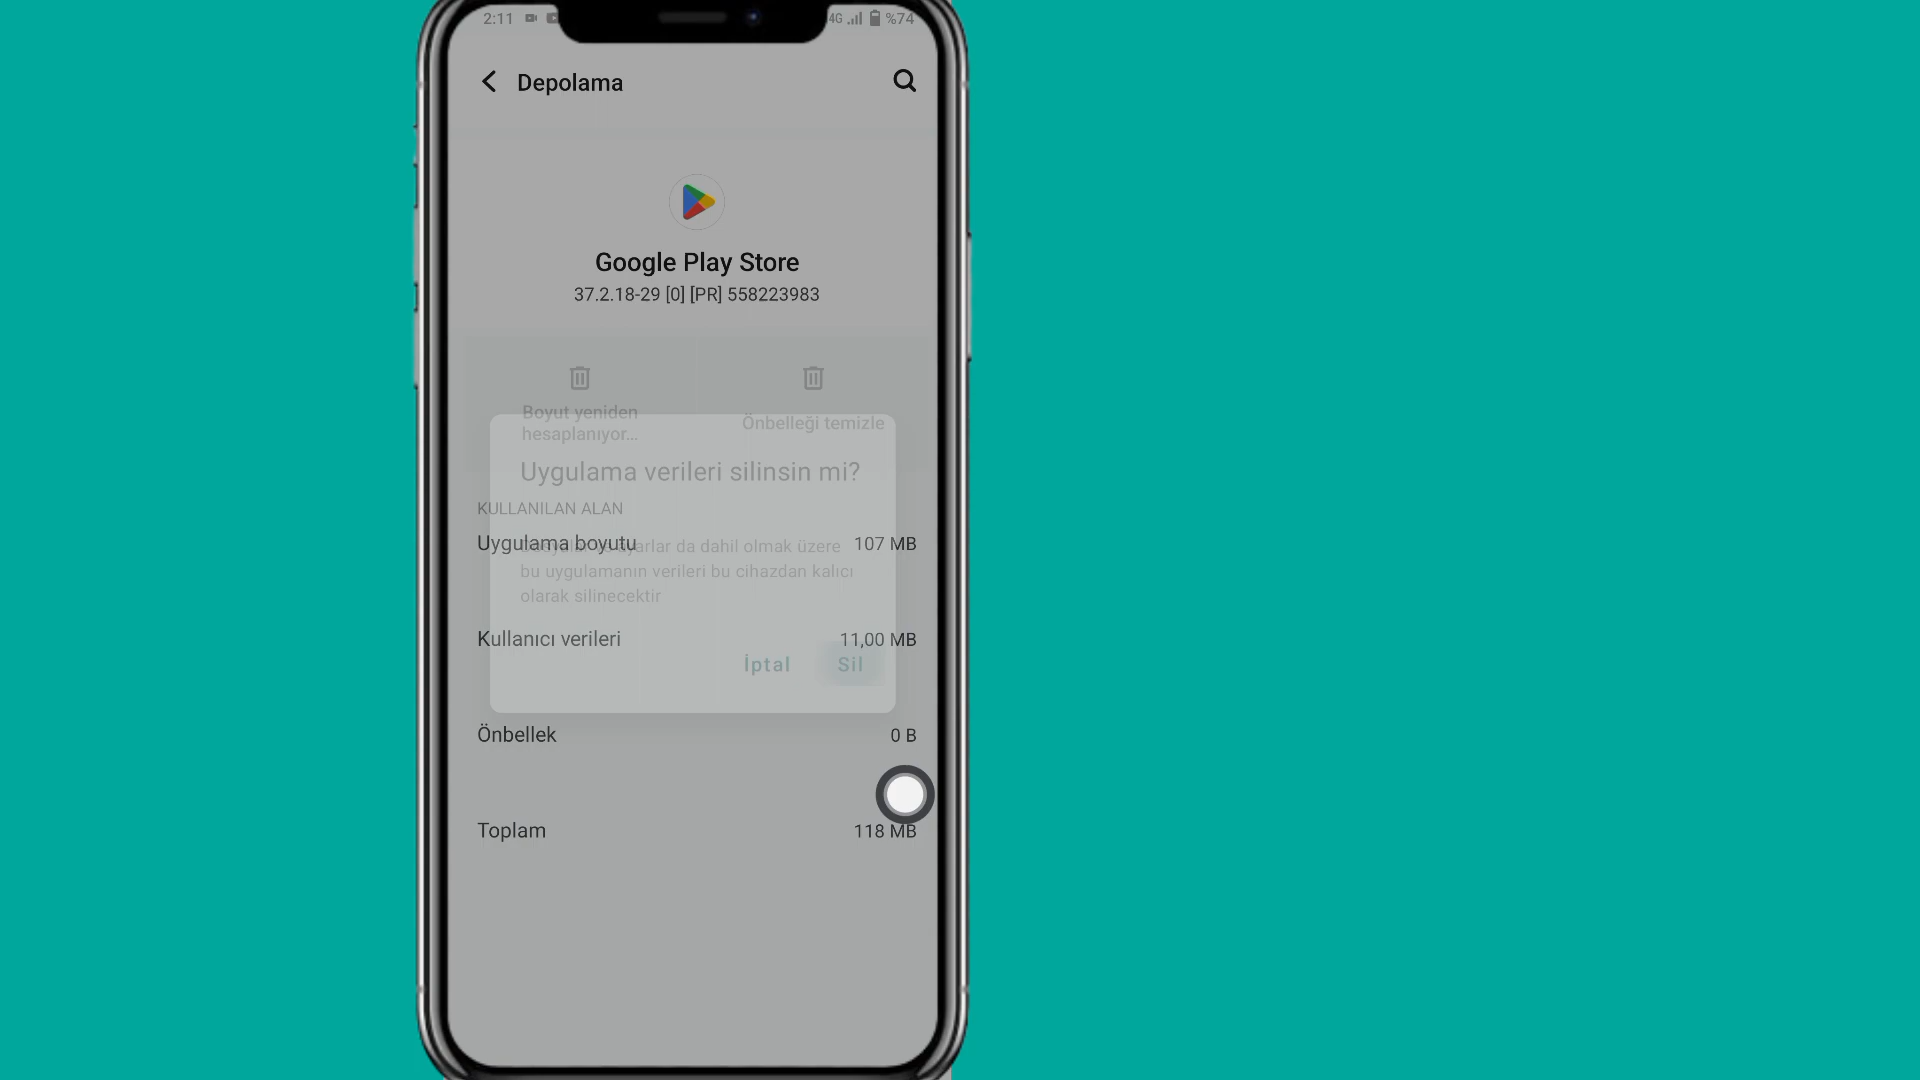 2:11
4G %74
Depolama
Google Play Store
37.2.18-29 [0] [PR] 558223983
Boyut yeniden
hesaplanıyor...
Önbelleği temizle
Uygulama verileri silinsin mi?
KULLANILAN ALAN
Uygulama boyutu 107 MB
ayarlar da dahil olmak üzere
bu uygulamanın verileri bu cihazdan kalıcı
olarak silinecektir
Kullanıcı verileri 11,00 MB
İptal Sil
Önbellek 0 B
Toplam 118 MB